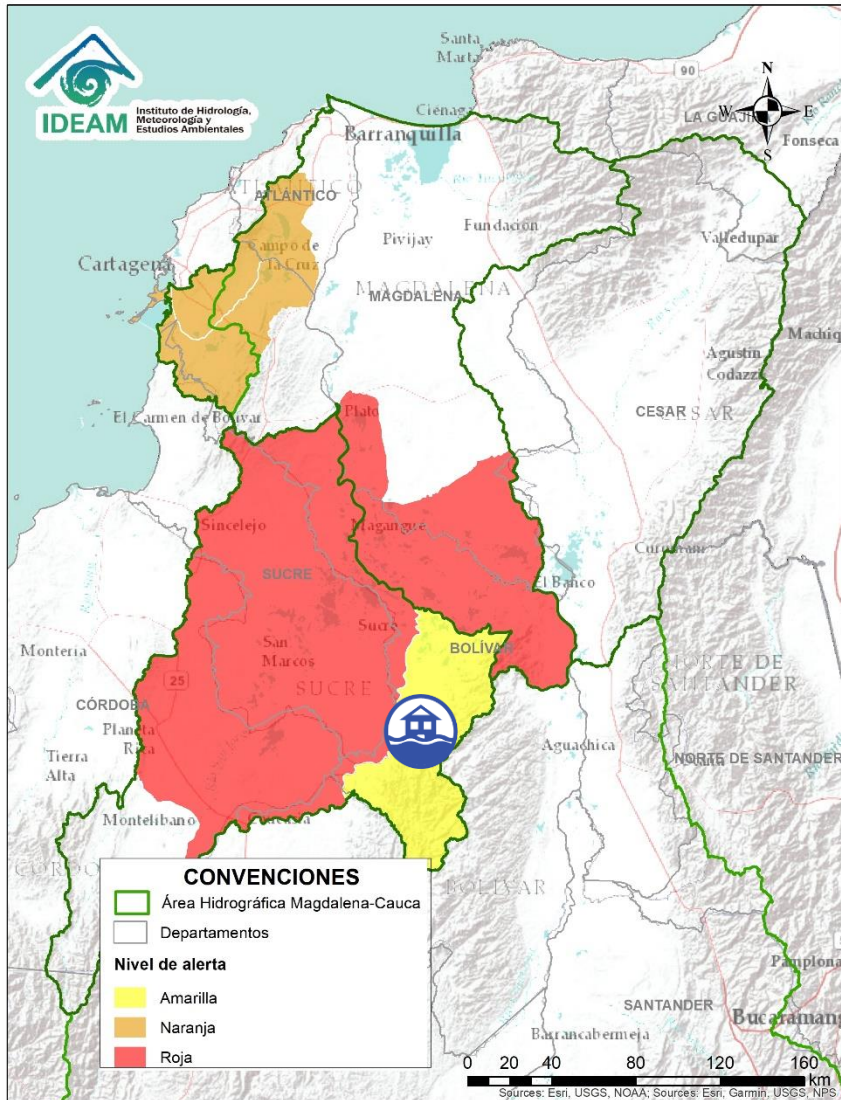 IDEAM
Instituto de Hidrología,
Meteorología y
Estudios Ambientales
Santa
Marta
90
N
W
E
S
LA GUAJI
Ciénaga
Barranquilla
Fonseca
ATLÁNTICO
Fundación
Pivijay
Valledupar
Campo de
la Cruz
Cartagena
MAGDALENA
MAGDALENA
Machiq
Agustín
Codazzi
El Carmen de Bolívar
Plato
CESAR
CESAR
Sincelejo
Magangué
Curumaní
El Banco
SUCRE
Sucre
Montería
San
Marcos
BOLÍVAR
NORTE DE
SANTANDER
25
SUCRE
CÓRDOBA
Planeta
Rica
Aguachica
Tierra
Alta
NORTE DE SANTANDER
Montelíbano
BOLÍVAR
CONVENCIONES
Área Hidrográfica Magdalena-Cauca
Departamentos
Nivel de alerta
Amarilla
Naranja
Roja
Pamplona
SANTANDER
Bucaramang
Barrancabermeja
0 20 40 80 120 160
km
Sources: Esri, USGS, NOAA; Sources: Esri, Garmin, USGS, NPS